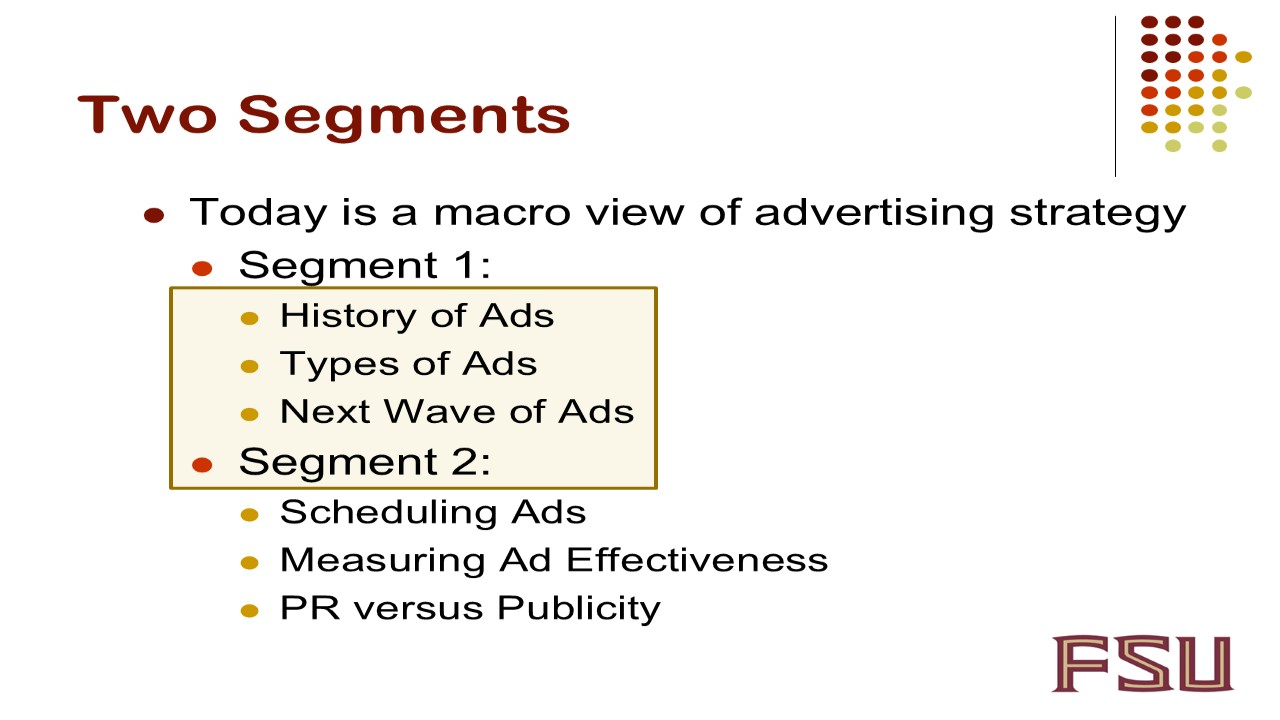 Two Segments
Today is a macro view of advertising strategy
Segment 1:
History of Ads
Types of Ads
Next Wave of Ads
Segment 2:
Scheduling Ads
Measuring Ad Effectiveness
PR versus Publicity
FSU